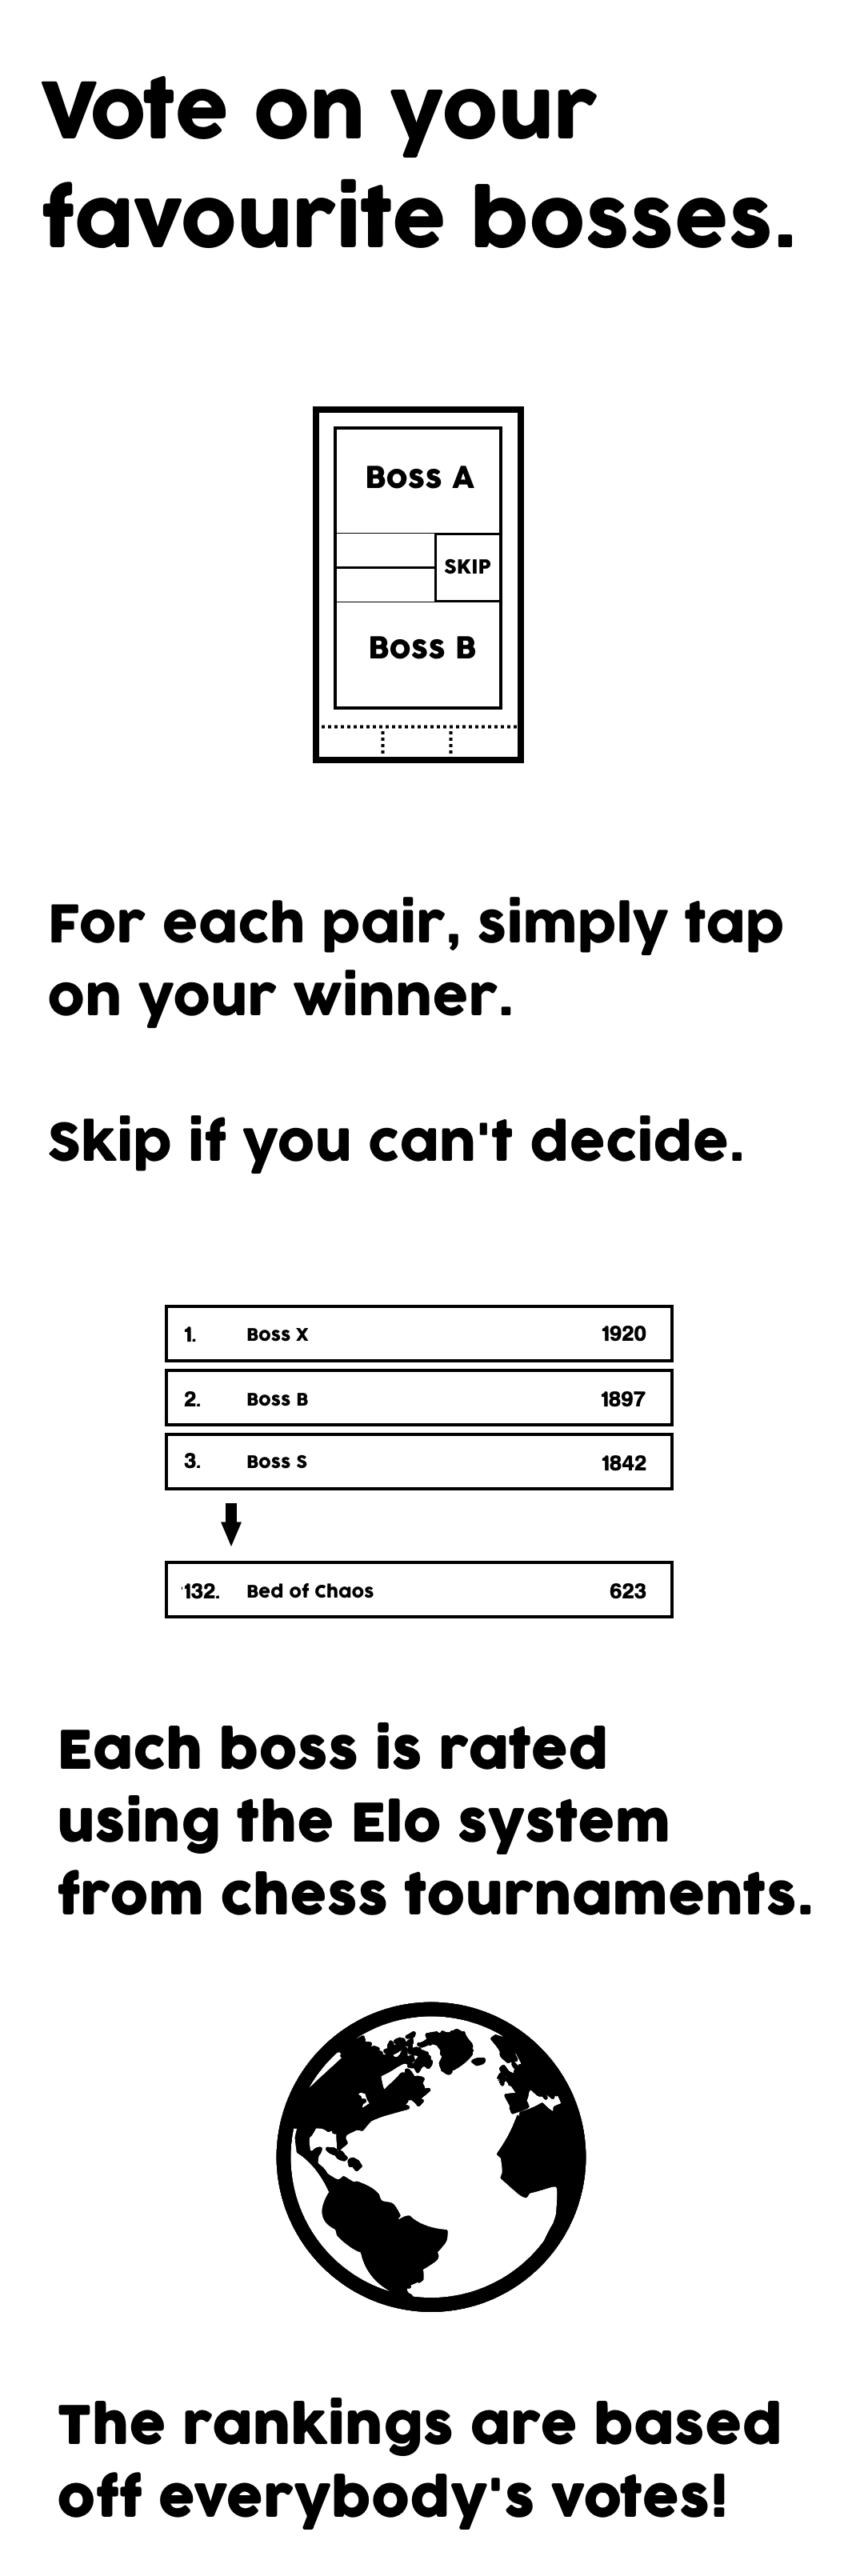 Vote on your
favourite bosses.
Boss A
SKIP
Boss B
For each pair, simply tap
on your winner.
Skip if you can't decide.
1. Boss X 1920
2. Boss B 1897
3. Boss S 1842
132. Bed of Chaos 623
Each boss is rated
using the Elo system
from chess tournaments.
The rankings are based
off everybody's votes!